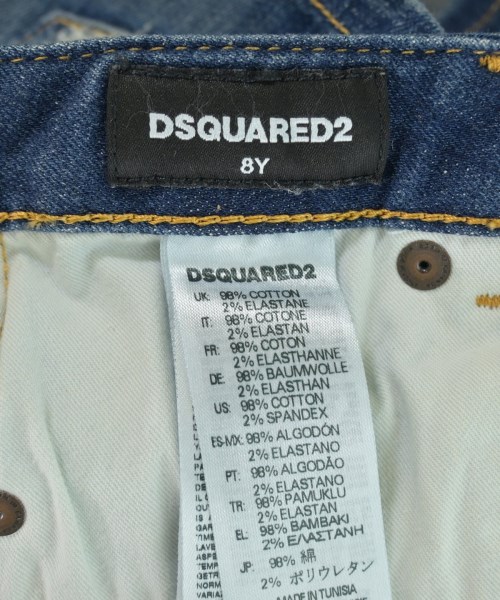 DSQUARED2
8Y
DSQUARED2
UK: 98% COTTON
2% ELASTANE
IT: 98% COTONE
2% ELASTAN
FR: 98% COTON
2% ELASTHANNE
DE: 98% BAUMWOLLE
2% ELASTHAN
US: 98% COTTON
2% SPANDEX
ES-MX: 98% ALGODÓN
2% ELASTANO
PT: 98% ALGODÃO
2% ELASTANO
TR: 98% PAMUKLU
2% ELASTAN
EL: 98% BAMBAKI
2% ΕΛΑΣΤΑΝΗ
JP: 98% 綿
2% ポリウレタン
MADE IN TUNISIA